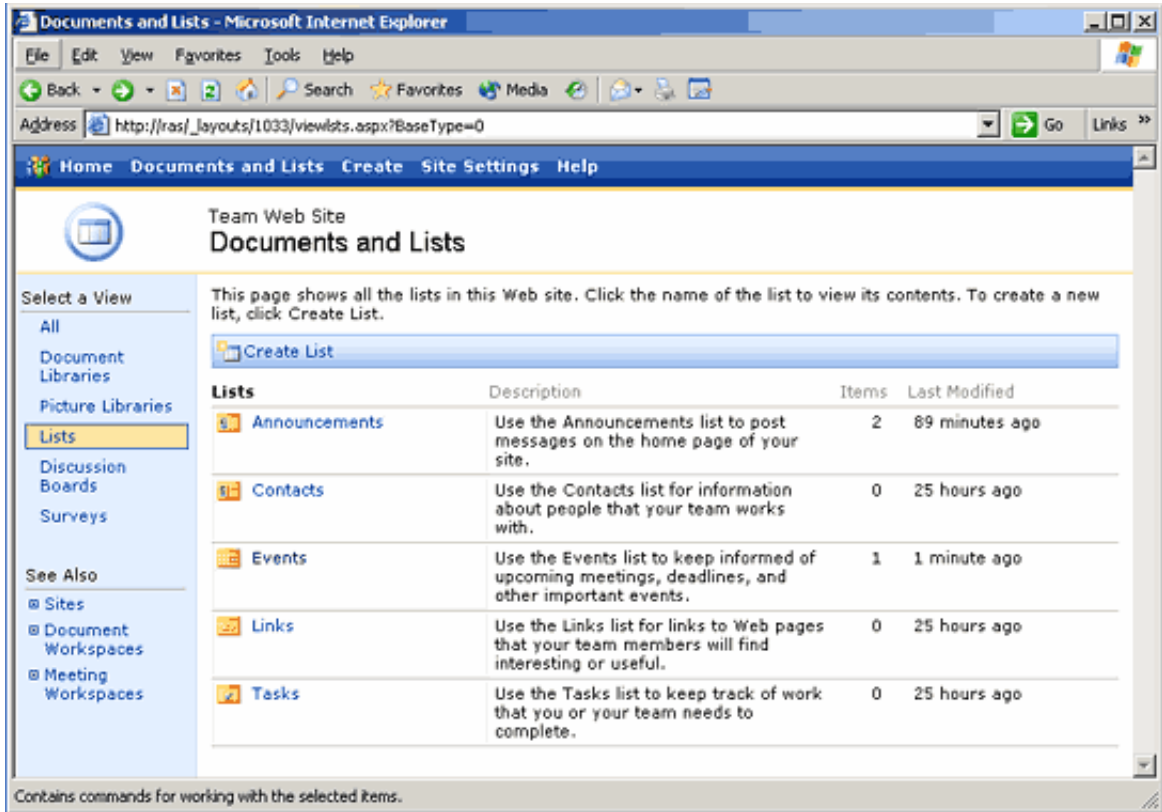 Documents and Lists - Microsoft Internet Explorer
File Edit View Favorites Tools Help
Back Search Favorites Media
Address http://ras/_layouts/1033/viewlsts.aspx?BaseType=0 Go Links »
Home Documents and Lists Create Site Settings Help
Team Web Site
Documents and Lists
Select a View
All
Document
Libraries
Picture Libraries
Lists
Discussion
Boards
Surveys
See Also
Sites
Document
Workspaces
Meeting
Workspaces
This page shows all the lists in this Web site. Click the name of the list to view its contents. To create a new
list, click Create List.
Create List
Lists Description Items Last Modified
Announcements Use the Announcements list to post 2 89 minutes ago
messages on the home page of your
site.
Contacts Use the Contacts list for information 0 25 hours ago
about people that your team works
with.
Events Use the Events list to keep informed of 1 1 minute ago
upcoming meetings, deadlines, and
other important events.
Links Use the Links list for links to Web pages 0 25 hours ago
that your team members will find
interesting or useful.
Tasks Use the Tasks list to keep track of work 0 25 hours ago
that you or your team needs to
complete.
Contains commands for working with the selected items.